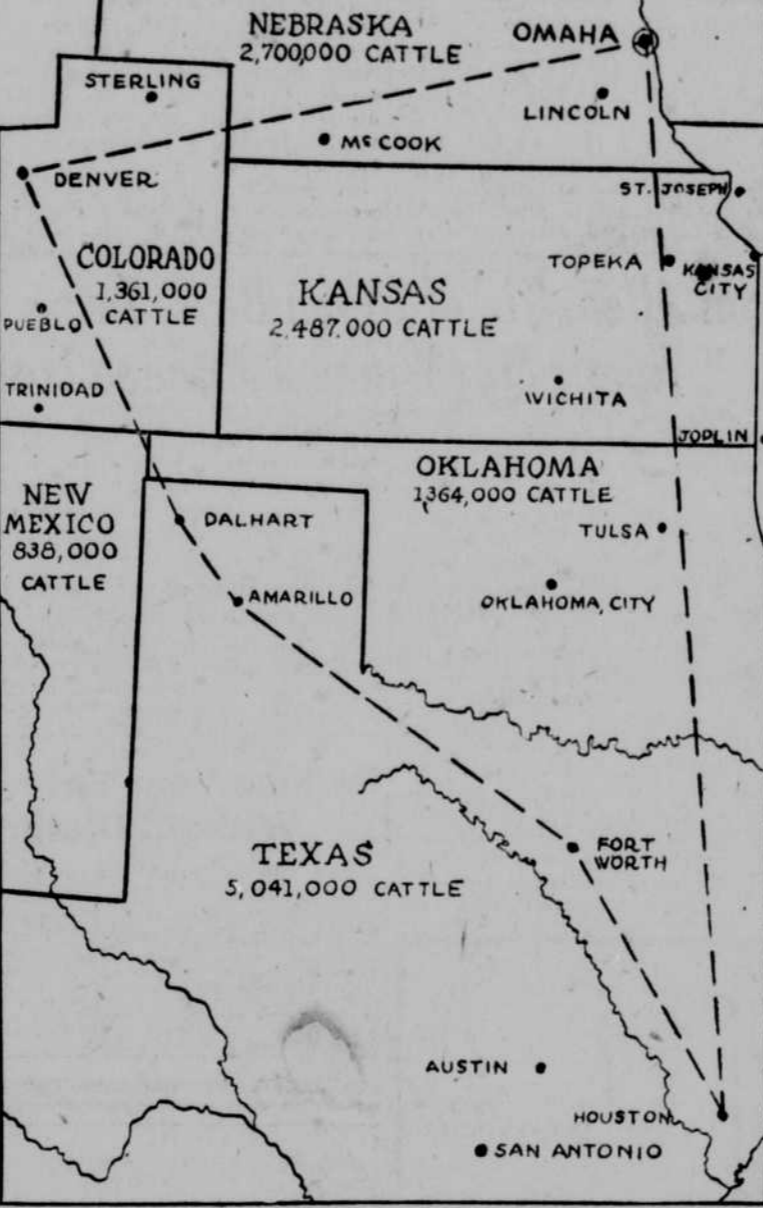 NEBRASKA
2,700,000 CATTLE
OMAHA
STERLING
LINCOLN
Mc COOK
DENVER
ST. JOSEPH
COLORADO
1,361,000
CATTLE
KANSAS
2,487,000 CATTLE
TOPEKA
KANSAS
CITY
PUEBLO
TRINIDAD
WICHITA
JOPLIN
OKLAHOMA
1,364,000 CATTLE
NEW
MEXICO
838,000
CATTLE
DALHART
TULSA
AMARILLO
OKLAHOMA CITY
TEXAS
5,041,000 CATTLE
FORT
WORTH
AUSTIN
HOUSTON
SAN ANTONIO